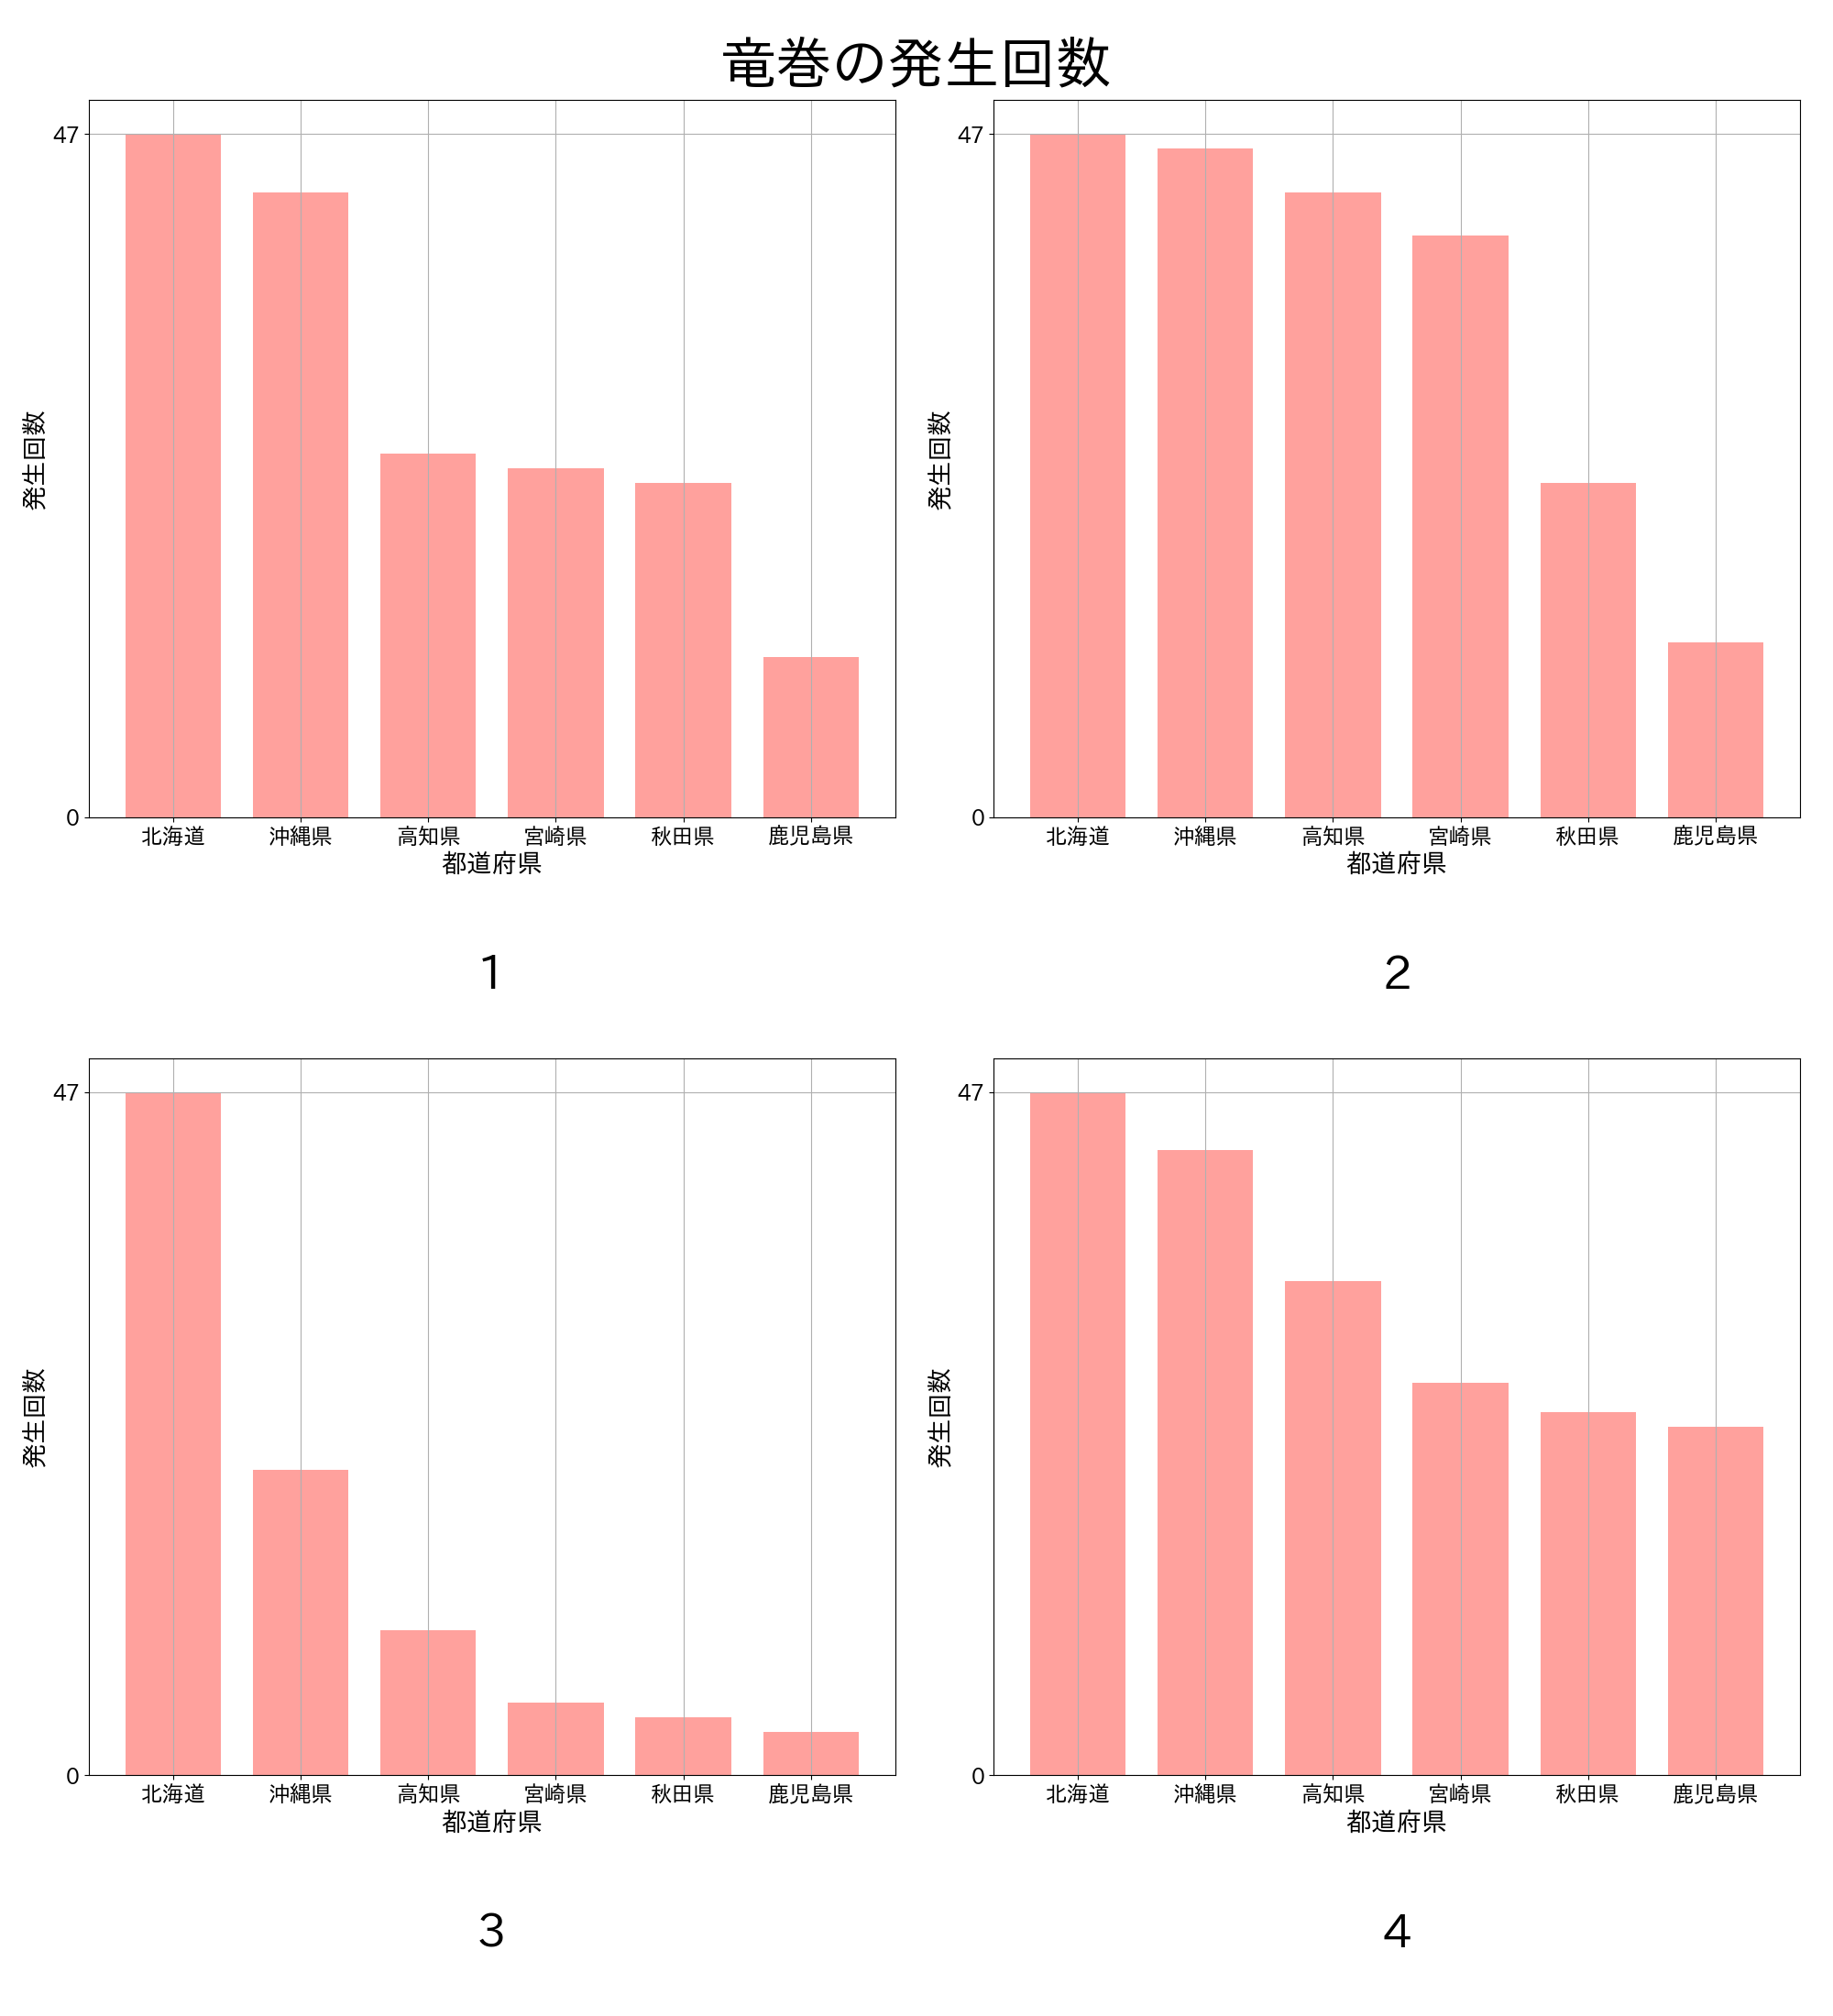 竜巻の発生回数
47
0
発生回数
北海道 沖縄県 高知県 宮崎県 秋田県 鹿児島県
都道府県
1
47
0
発生回数
北海道 沖縄県 高知県 宮崎県 秋田県 鹿児島県
都道府県
2
47
0
発生回数
北海道 沖縄県 高知県 宮崎県 秋田県 鹿児島県
都道府県
3
47
0
発生回数
北海道 沖縄県 高知県 宮崎県 秋田県 鹿児島県
都道府県
4